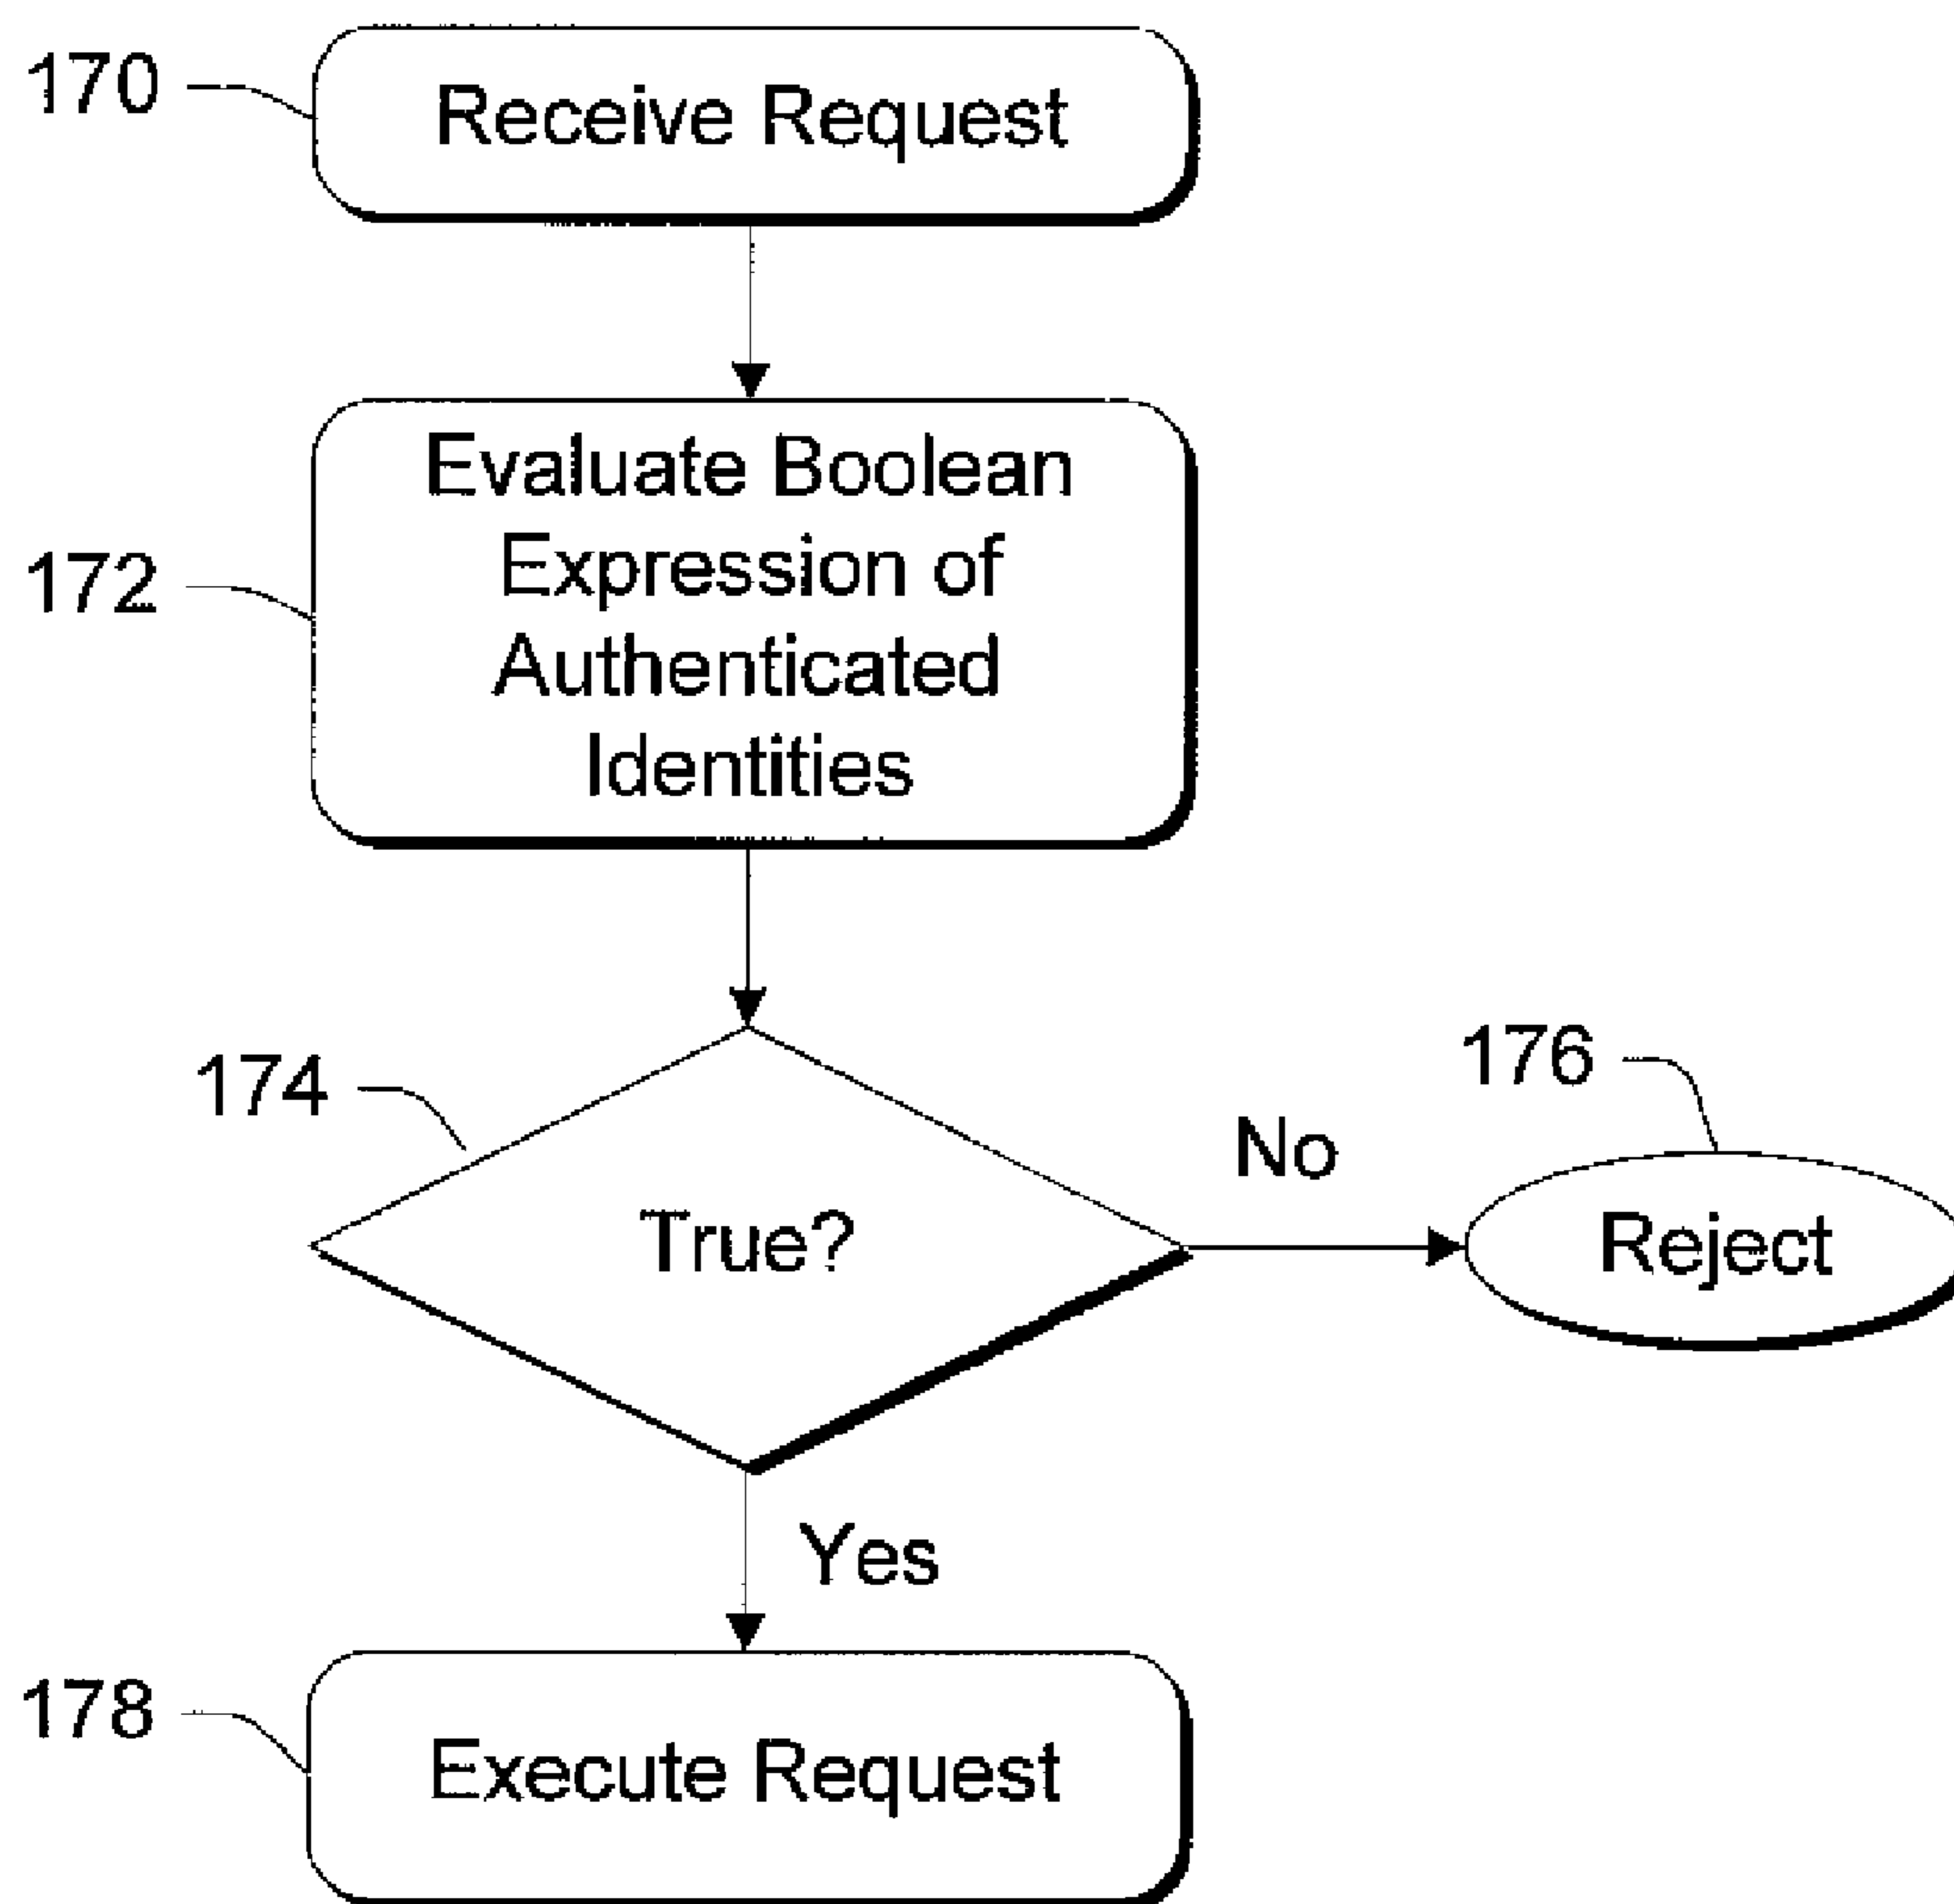 170
Receive Request
172
Evaluate Boolean
Expression of
Authenticated
Identities
174
True?
No
176
Reject
Yes
178
Execute Request